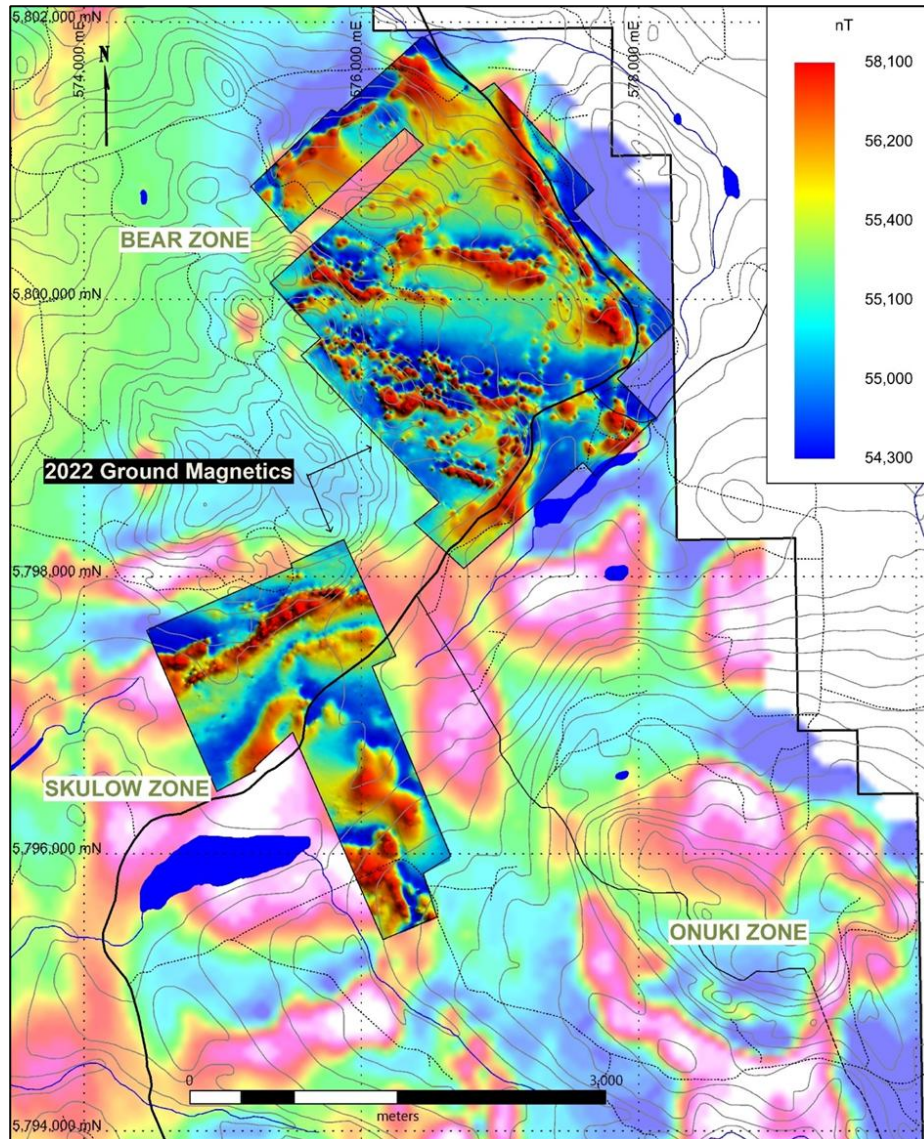 5,802,000 mN
574,000 mE
576,000 mE
578,000 mE
N
nT
58,100
56,200
55,400
55,100
55,000
54,300
BEAR ZONE
5,800,000 mN
2022 Ground Magnetics
5,798,000 mN
SKULOW ZONE
5,796,000 mN
ONUKI ZONE
0
3,000
meters
5,794,000 mN